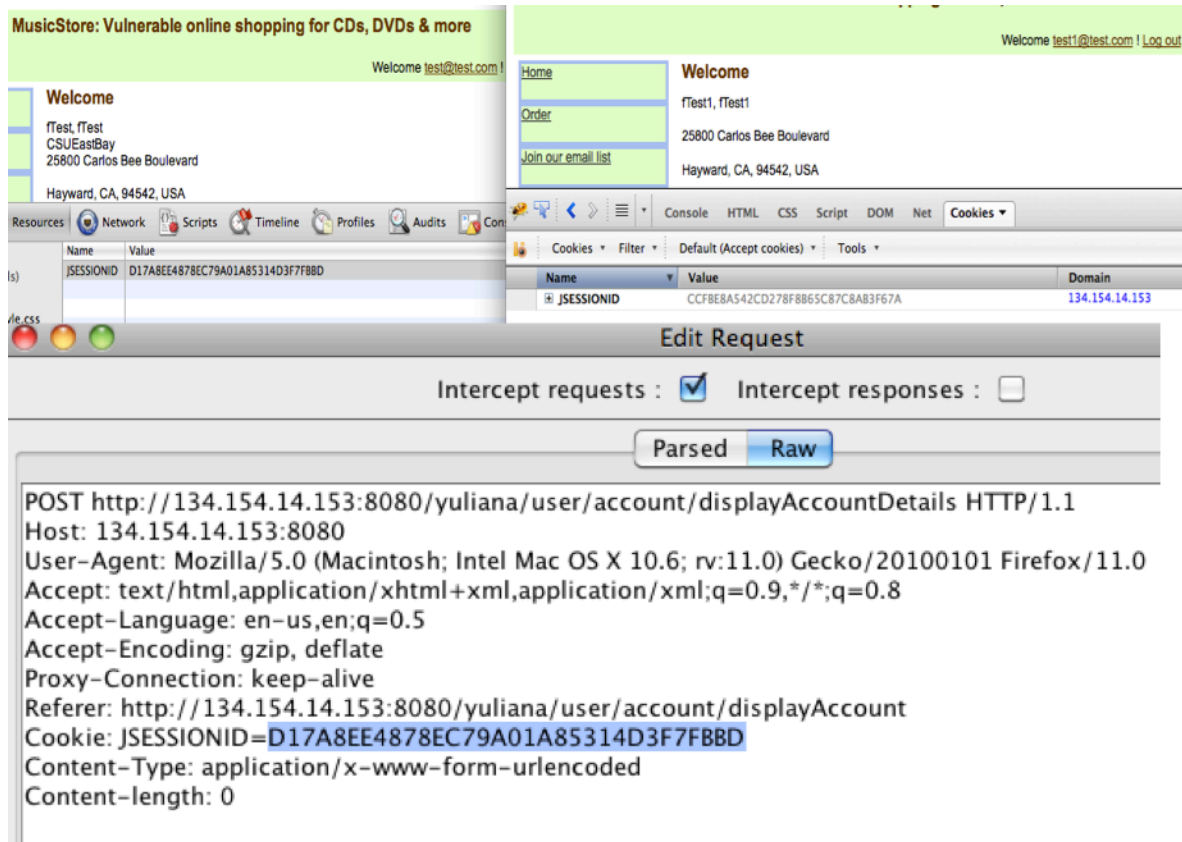 MusicStore: Vulnerable online shopping for CDs, DVDs & more
Welcome test@test.com !
Welcome
fTest, fTest
CSUEastBay
25800 Carlos Bee Boulevard
Hayward, CA, 94542, USA
Resources Network Scripts Timeline Profiles Audits Con
Name Value
JSESSIONID D17A8EE4878EC79A01A85314D3F7FBBD
Welcome test1@test.com ! Log out
Home
Order
Join our email list
Welcome
fTest1, fTest1
25800 Carlos Bee Boulevard
Hayward, CA, 94542, USA
Console HTML CSS Script DOM Net Cookies
Cookies Filter Default (Accept cookies) Tools
Name Value Domain
JSESSIONID CCFBE8A542CD278F8B65C87C8AB3F67A 134.154.14.153
Edit Request
Intercept requests : Intercept responses :
Parsed Raw
POST http://134.154.14.153:8080/yuliana/user/account/displayAccountDetails HTTP/1.1
Host: 134.154.14.153:8080
User-Agent: Mozilla/5.0 (Macintosh; Intel Mac OS X 10.6; rv:11.0) Gecko/20100101 Firefox/11.0
Accept: text/html,application/xhtml+xml,application/xml;q=0.9,*/*;q=0.8
Accept-Language: en-us,en;q=0.5
Accept-Encoding: gzip, deflate
Proxy-Connection: keep-alive
Referer: http://134.154.14.153:8080/yuliana/user/account/displayAccount
Cookie: JSESSIONID=D17A8EE4878EC79A01A85314D3F7FBBD
Content-Type: application/x-www-form-urlencoded
Content-length: 0